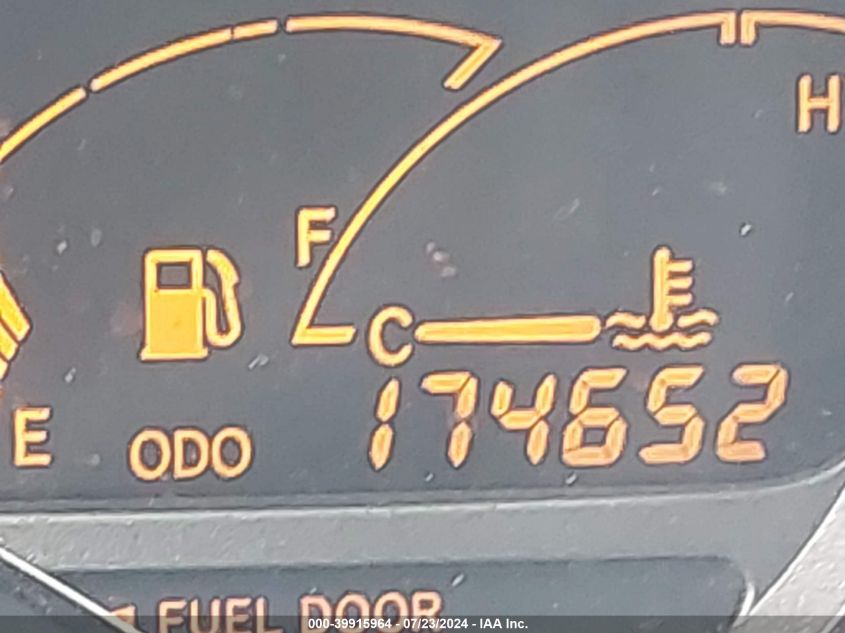 H
F
C
174652
E
ODO
FUEL DOOR
000-39915964 - 07/23/2024 - IAA Inc.